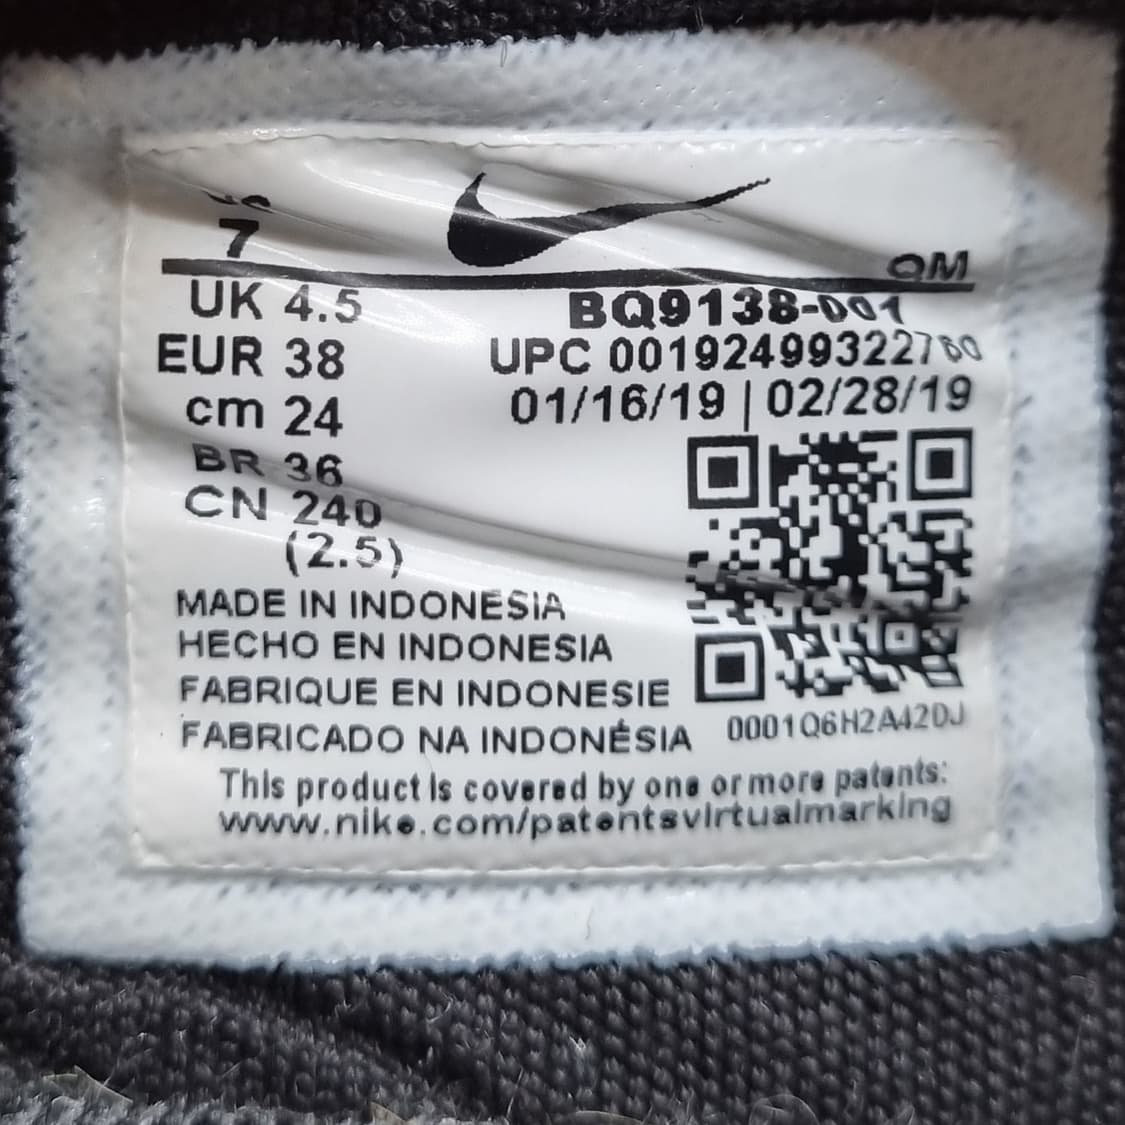 US
7
QM
UK 4.5
BQ9138-001
EUR 38
UPC 00192499322760
cm 24
01/16/19 | 02/28/19
BR 36
CN 240
(2.5)
MADE IN INDONESIA
HECHO EN INDONESIA
FABRIQUE EN INDONESIE
FABRICADO NA INDONÉSIA
0001Q6H2A42DJ
This product is covered by one or more patents:
www.nike.com/patentsvirtualmarking